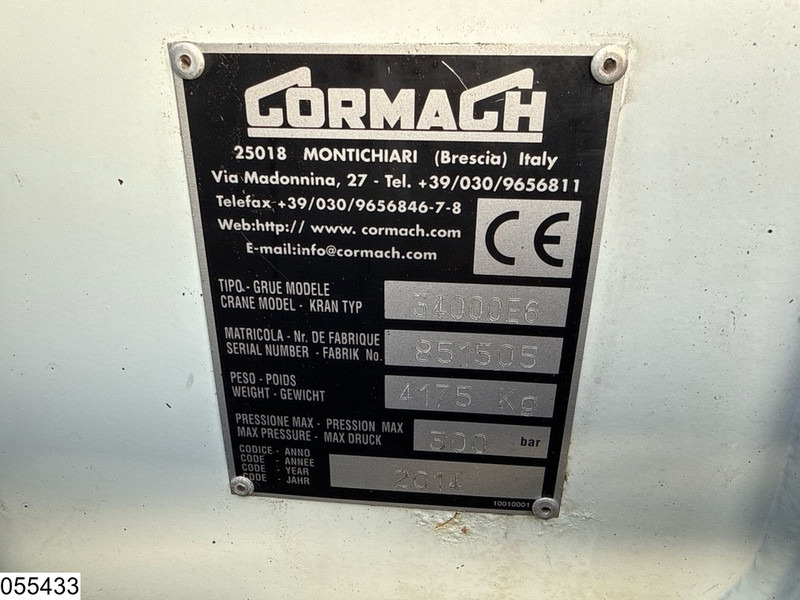 CORMACH
25018 MONTICHIARI (Brescia) Italy
Via Madonnina, 27 - Tel. +39/030/9656811
Telefax +39/030/9656846-7-8
Web:http// www. cormach.com
E-mail:info@cormach.com
CE
TIPO.- GRUE MODELE
CRANE MODEL - KRAN TYP
34000E6
MATRICOLA - Nr. DE FABRIQUE
SERIAL NUMBER - FABRIK No.
851505
PESO - POIDS
WEIGHT - GEWICHT
4175 Kg
PRESSIONE MAX - PRESSION MAX
MAX PRESSURE - MAX DRUCK
300 bar
CODICE - ANNO
CODE - ANNEE
CODE - YEAR
CODE - JAHR
2014
10010001
055433